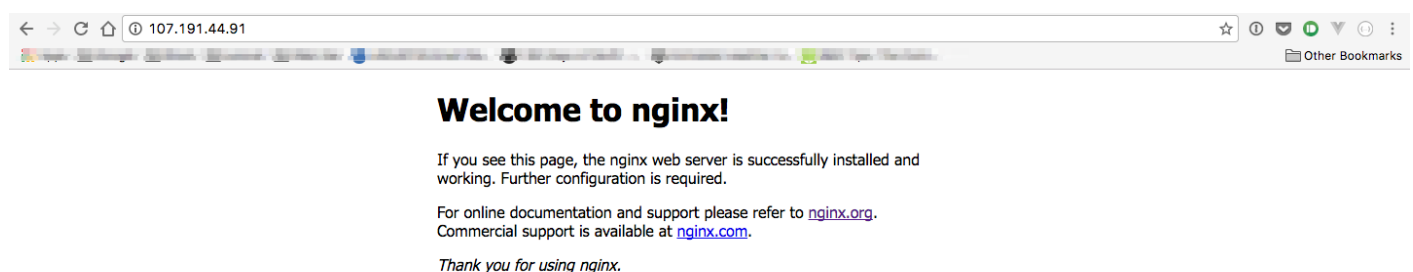 107.191.44.91
Other Bookmarks
Welcome to nginx!
If you see this page, the nginx web server is successfully installed and
working. Further configuration is required.
For online documentation and support please refer to nginx.org.
Commercial support is available at nginx.com.
Thank you for using nginx.